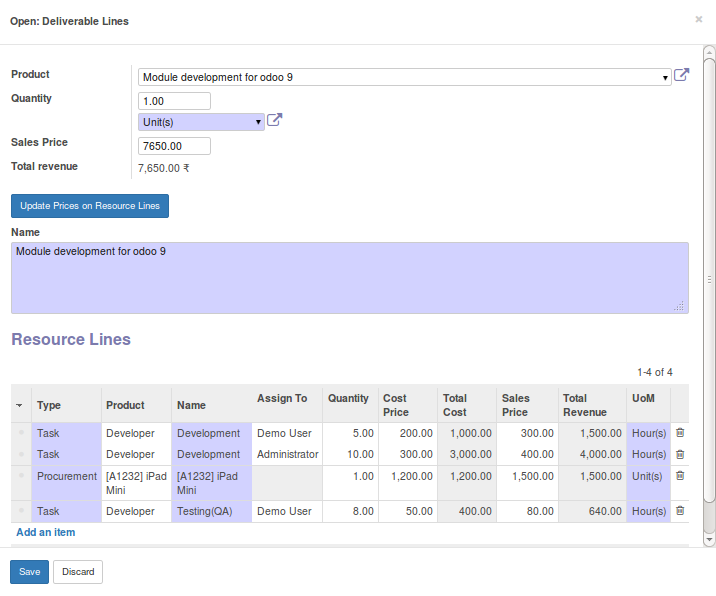 Open: Deliverable Lines ×
Product Module development for odoo 9
Quantity 1.00
Unit(s)
Sales Price 7650.00
Total revenue 7,650.00 ₹
Update Prices on Resource Lines
Name
Module development for odoo 9
Resource Lines
1-4 of 4
Type Product Name Assign To Quantity Cost Price Total Cost Sales Price Total Revenue UoM
Task Developer Development Demo User 5.00 200.00 1,000.00 300.00 1,500.00 Hour(s)
Task Developer Development Administrator 10.00 300.00 3,000.00 400.00 4,000.00 Hour(s)
Procurement [A1232] iPad Mini [A1232] iPad Mini 1.00 1,200.00 1,200.00 1,500.00 1,500.00 Unit(s)
Task Developer Testing(QA) Demo User 8.00 50.00 400.00 80.00 640.00 Hour(s)
Add an item
Save Discard